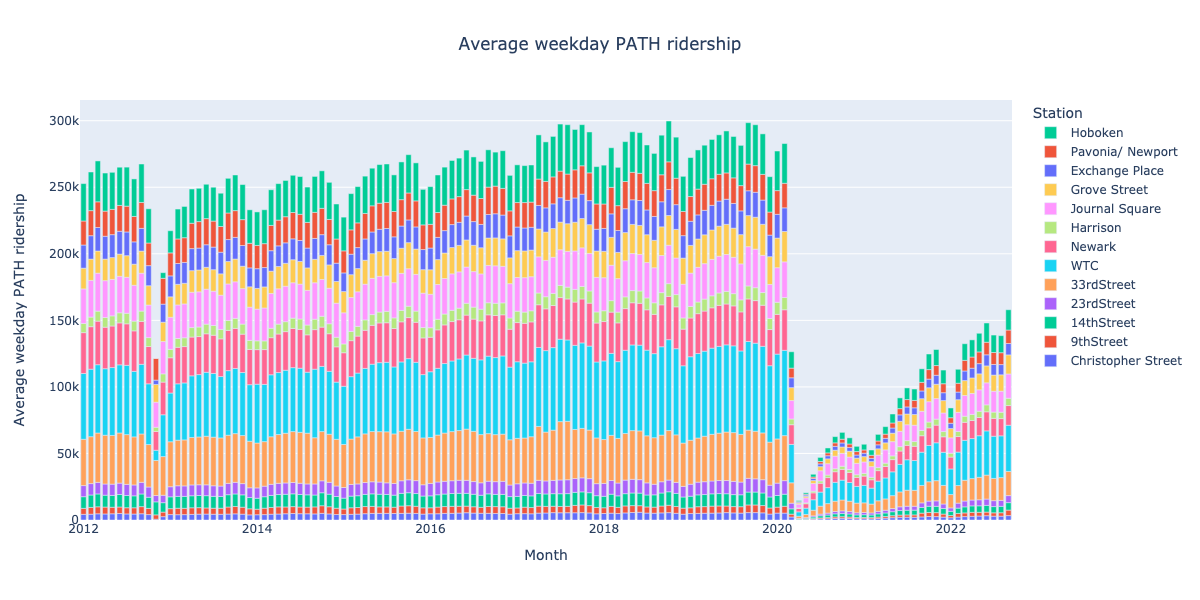 Average weekday PATH ridership
Average weekday PATH ridership
300k
250k
200k
150k
100k
50k
0
2012
2014
2016
2018
2020
2022
Month
Station
Hoboken
Pavonia/ Newport
Exchange Place
Grove Street
Journal Square
Harrison
Newark
WTC
33rdStreet
23rdStreet
14thStreet
9thStreet
Christopher Street